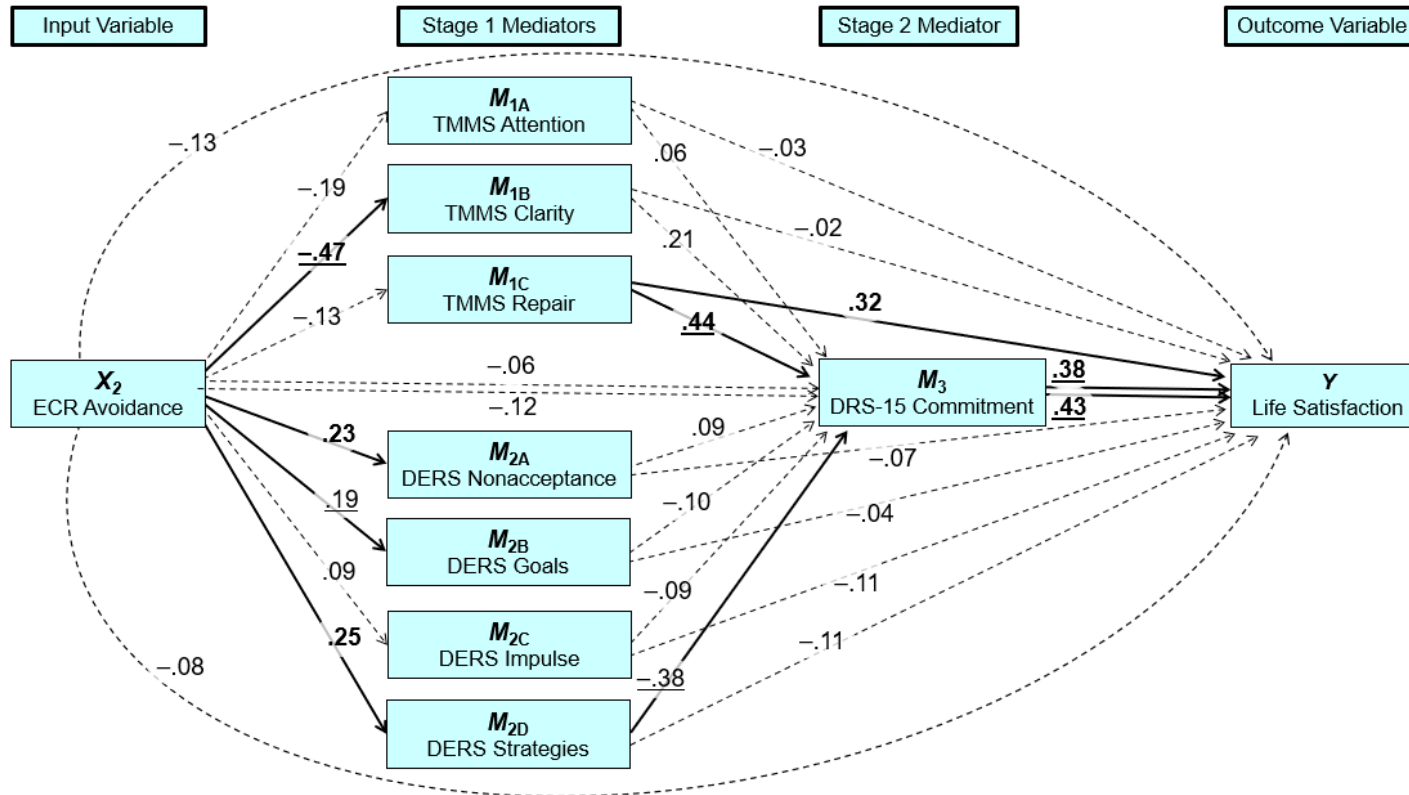 Input Variable
Stage 1 Mediators
Stage 2 Mediator
Outcome Variable
M1A
TMMS Attention
–.13
–.03
.06
–.19
M1B
TMMS Clarity
–.02
.21
–.47
M1C
TMMS Repair
.32
–.13
.44
–.06
X2
ECR Avoidance
M3
DRS-15 Commitment
.38
.43
Y
Life Satisfaction
–.12
.23
M2A
DERS Nonacceptance
.09
–.07
.19
–.10
M2B
DERS Goals
–.04
.09
–.09
–.11
M2C
DERS Impulse
.25
–.11
–.08
–.38
M2D
DERS Strategies